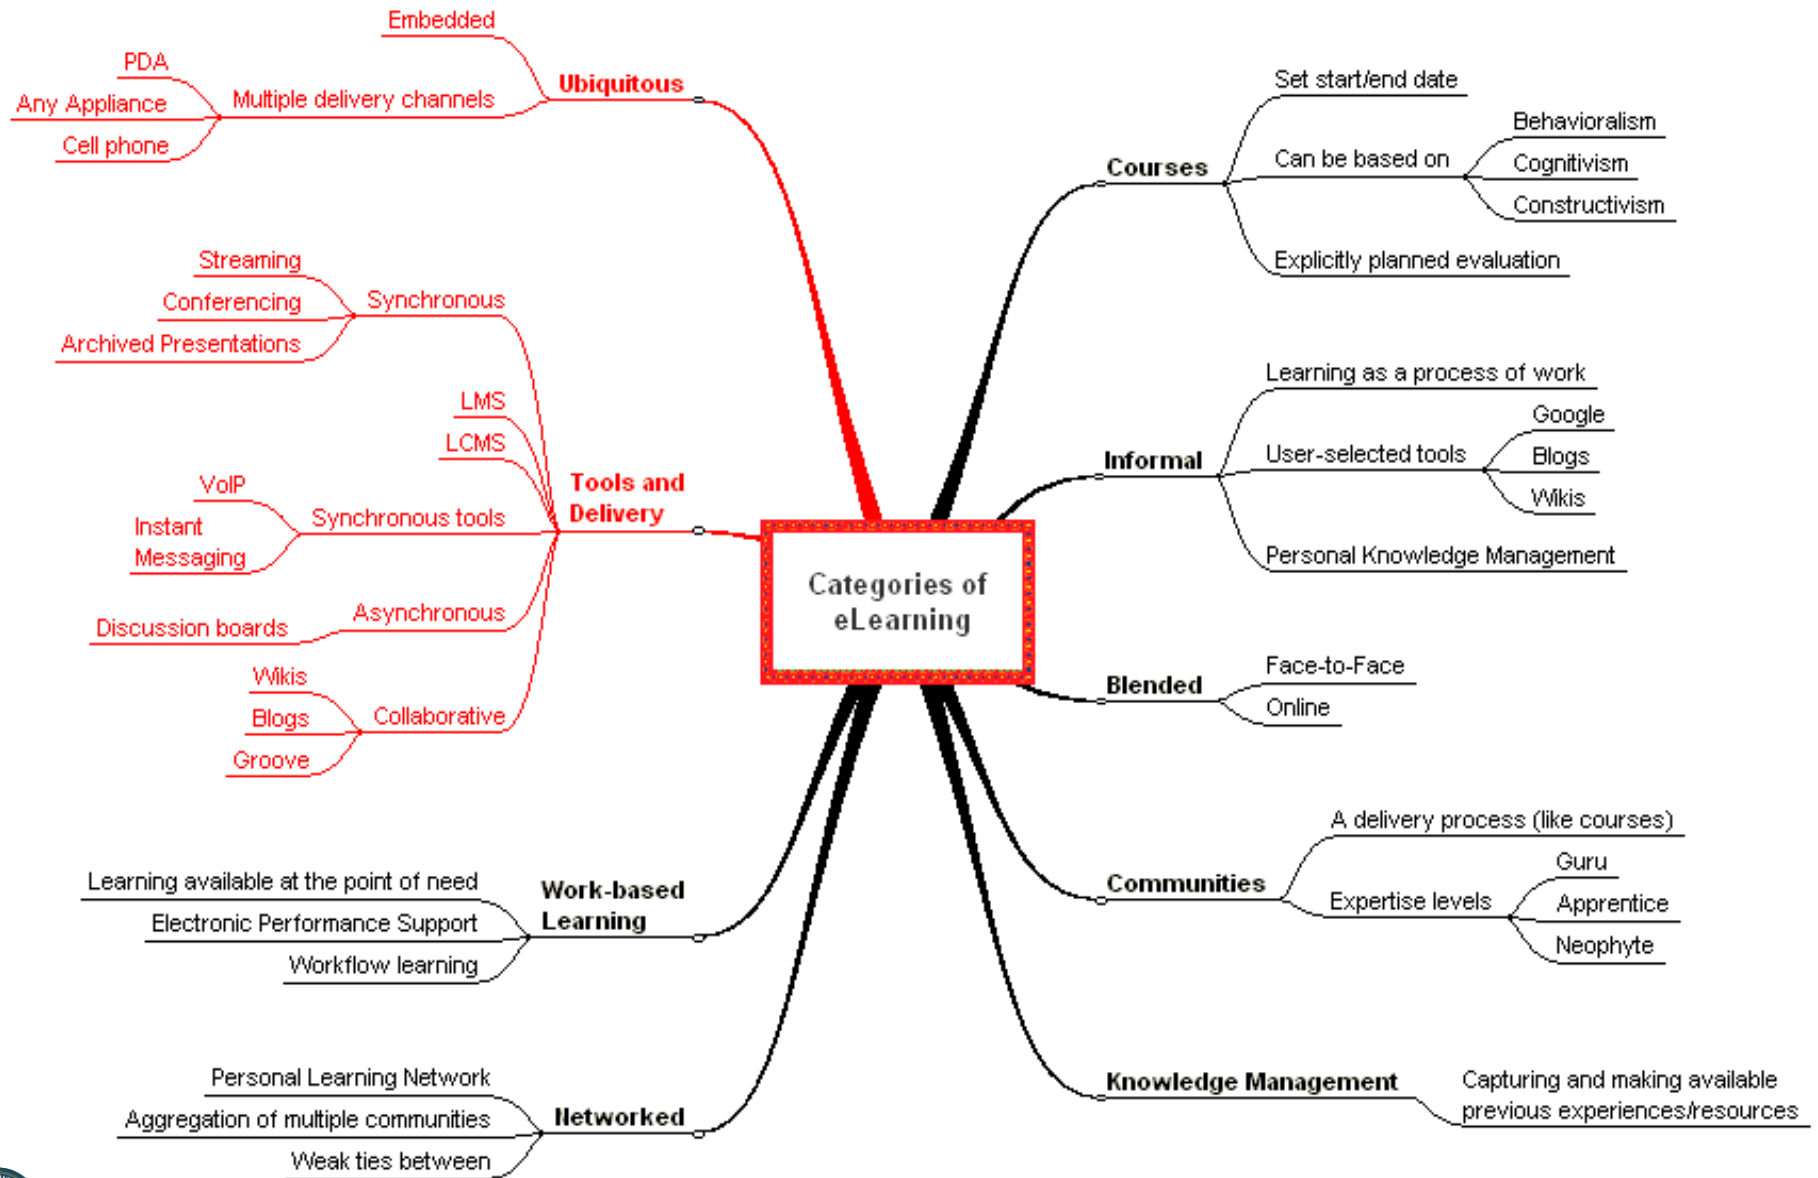 Categories of
eLearning
Ubiquitous
Embedded
Multiple delivery channels
PDA
Any Appliance
Cell phone
Tools and
Delivery
Synchronous
Streaming
Conferencing
Archived Presentations
LMS
LCMS
Synchronous tools
VoIP
Instant
Messaging
Asynchronous
Discussion boards
Collaborative
Wikis
Blogs
Groove
Work-based
Learning
Learning available at the point of need
Electronic Performance Support
Workflow learning
Networked
Personal Learning Network
Aggregation of multiple communities
Weak ties between
Courses
Set start/end date
Can be based on
Behavioralism
Cognitivism
Constructivism
Explicitly planned evaluation
Informal
Learning as a process of work
User-selected tools
Google
Blogs
Wikis
Personal Knowledge Management
Blended
Face-to-Face
Online
Communities
A delivery process (like courses)
Expertise levels
Guru
Apprentice
Neophyte
Knowledge Management
Capturing and making available
previous experiences/resources